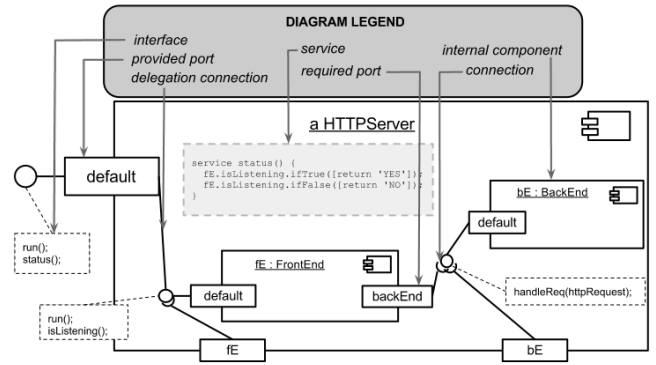 DIAGRAM LEGEND
interface
provided port
delegation connection
service
required port
internal component
connection
a HTTPServer
service status() {
fE.isListening.ifTrue([return 'YES']);
fE.isListening.ifFalse([return 'NO']);
}
default
bE : BackEnd
default
run();
status();
fE : FrontEnd
default
backEnd
handleReq(httpRequest);
run();
isListening();
fE
bE